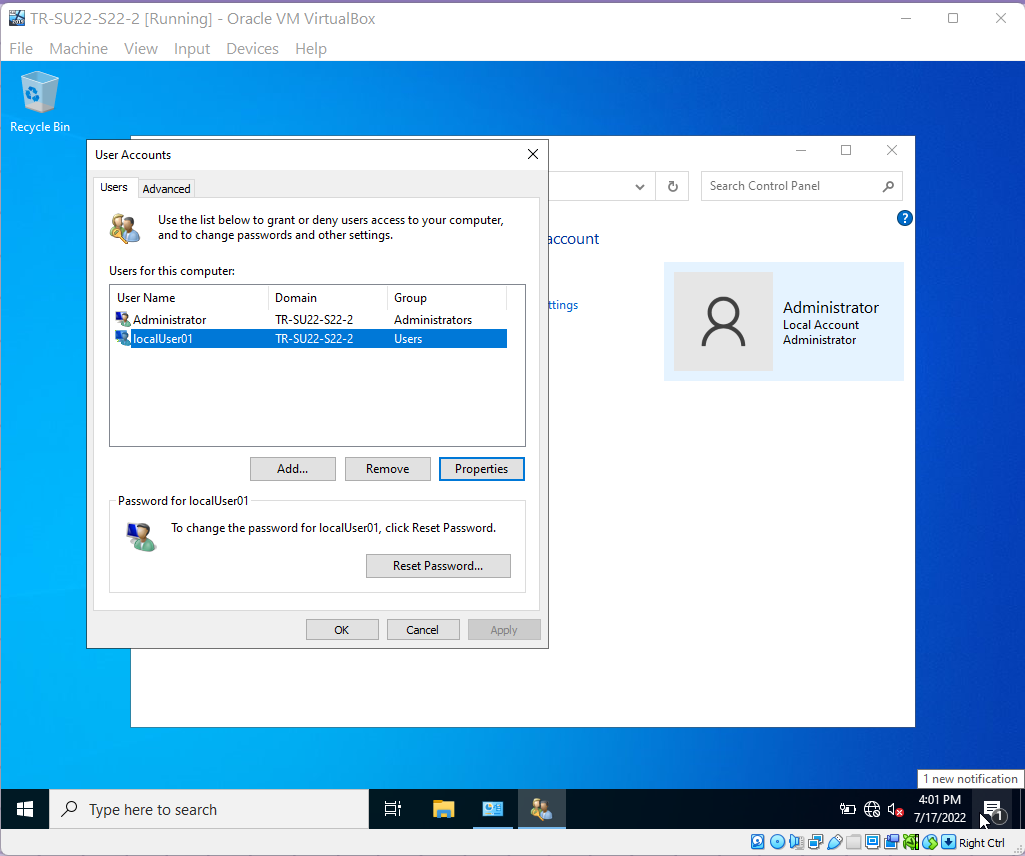 TR-SU22-S22-2 [Running] - Oracle VM VirtualBox
File Machine View Input Devices Help
Recycle Bin
User Accounts
Users Advanced
Use the list below to grant or deny users access to your computer,
and to change passwords and other settings.
Users for this computer:
User Name Domain Group
Administrator TR-SU22-S22-2 Administrators
localUser01 TR-SU22-S22-2 Users
Add... Remove Properties
Password for localUser01
To change the password for localUser01, click Reset Password.
Reset Password...
OK Cancel Apply
Search Control Panel
?
account
ttings
Administrator
Local Account
Administrator
1 new notification
Type here to search
4:01 PM
7/17/2022
1
Right Ctrl